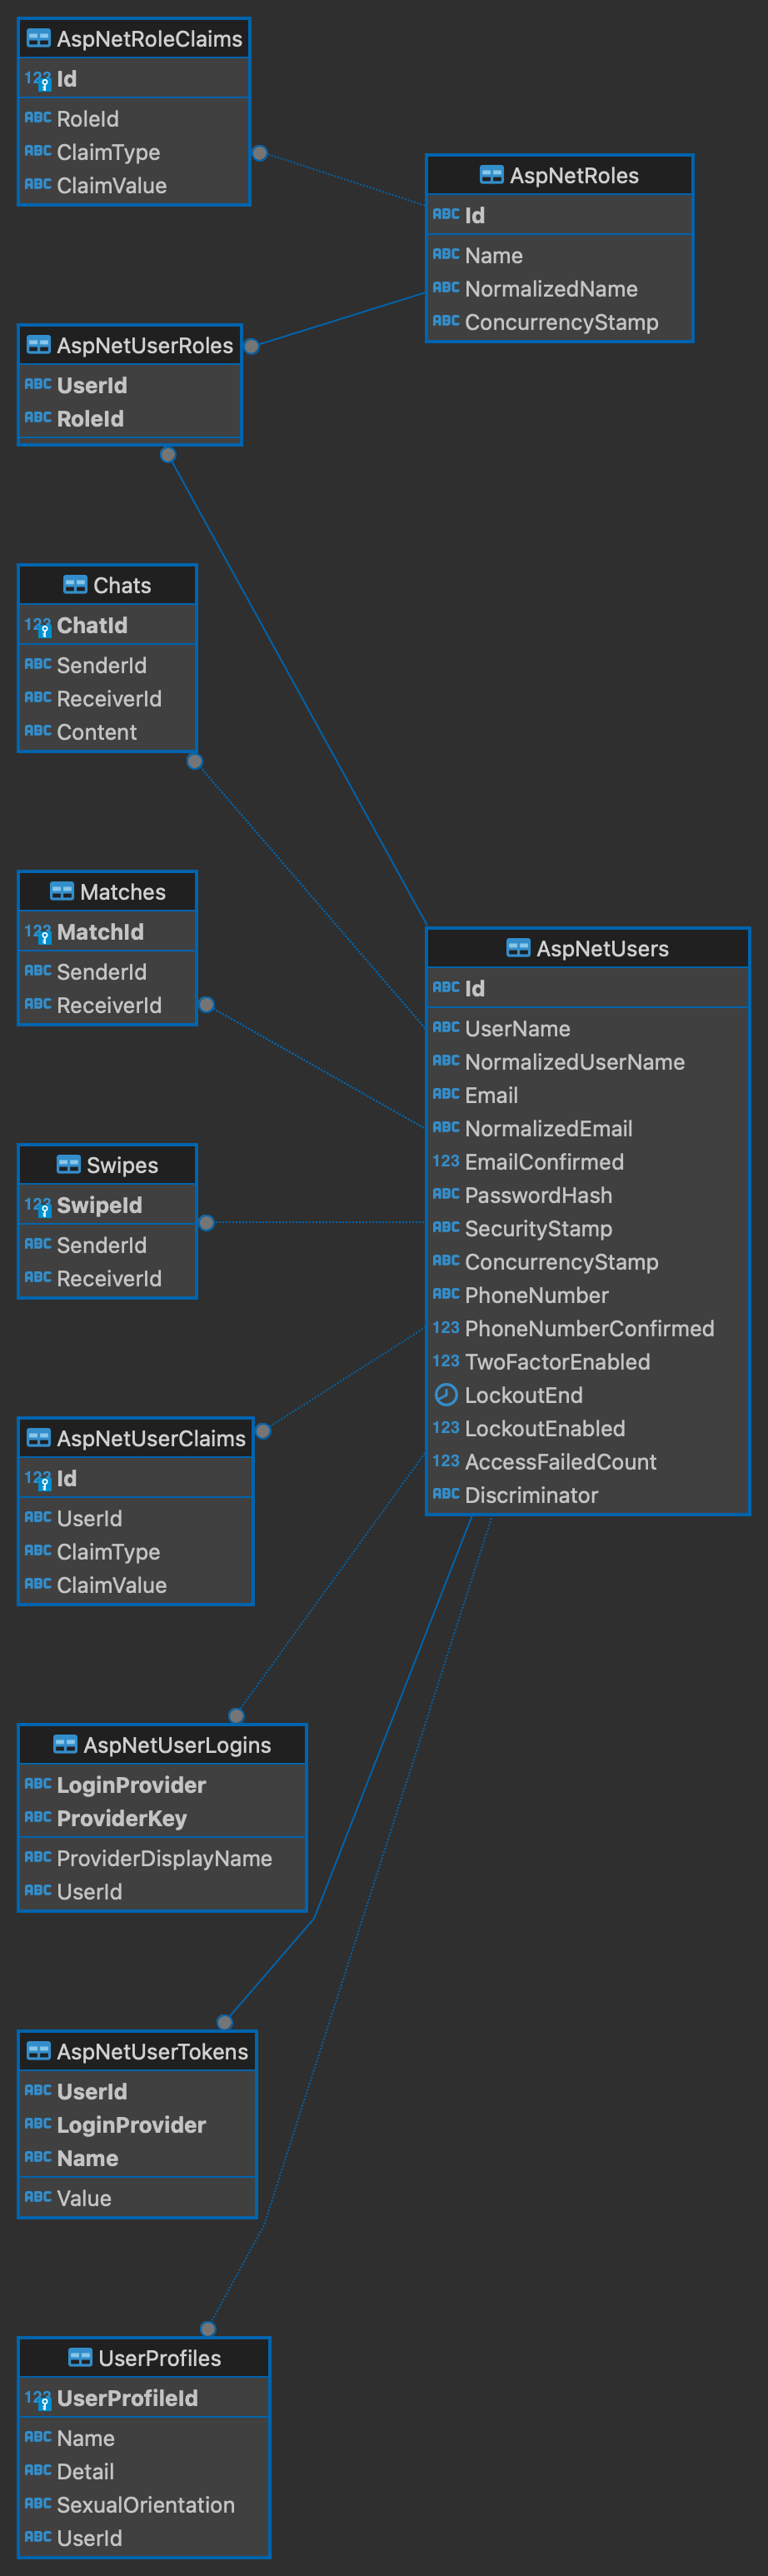 AspNetRoleClaims
123 Id
ABC RoleId
ABC ClaimType
ABC ClaimValue
AspNetRoles
ABC Id
ABC Name
ABC NormalizedName
ABC ConcurrencyStamp
AspNetUserRoles
ABC UserId
ABC RoleId
Chats
123 ChatId
ABC SenderId
ABC ReceiverId
ABC Content
Matches
123 MatchId
ABC SenderId
ABC ReceiverId
AspNetUsers
ABC Id
ABC UserName
ABC NormalizedUserName
ABC Email
ABC NormalizedEmail
123 EmailConfirmed
ABC PasswordHash
ABC SecurityStamp
ABC ConcurrencyStamp
ABC PhoneNumber
123 PhoneNumberConfirmed
123 TwoFactorEnabled
LockoutEnd
123 LockoutEnabled
123 AccessFailedCount
ABC Discriminator
Swipes
123 SwipeId
ABC SenderId
ABC ReceiverId
AspNetUserClaims
123 Id
ABC UserId
ABC ClaimType
ABC ClaimValue
AspNetUserLogins
ABC LoginProvider
ABC ProviderKey
ABC ProviderDisplayName
ABC UserId
AspNetUserTokens
ABC UserId
ABC LoginProvider
ABC Name
ABC Value
UserProfiles
123 UserProfileId
ABC Name
ABC Detail
ABC SexualOrientation
ABC UserId